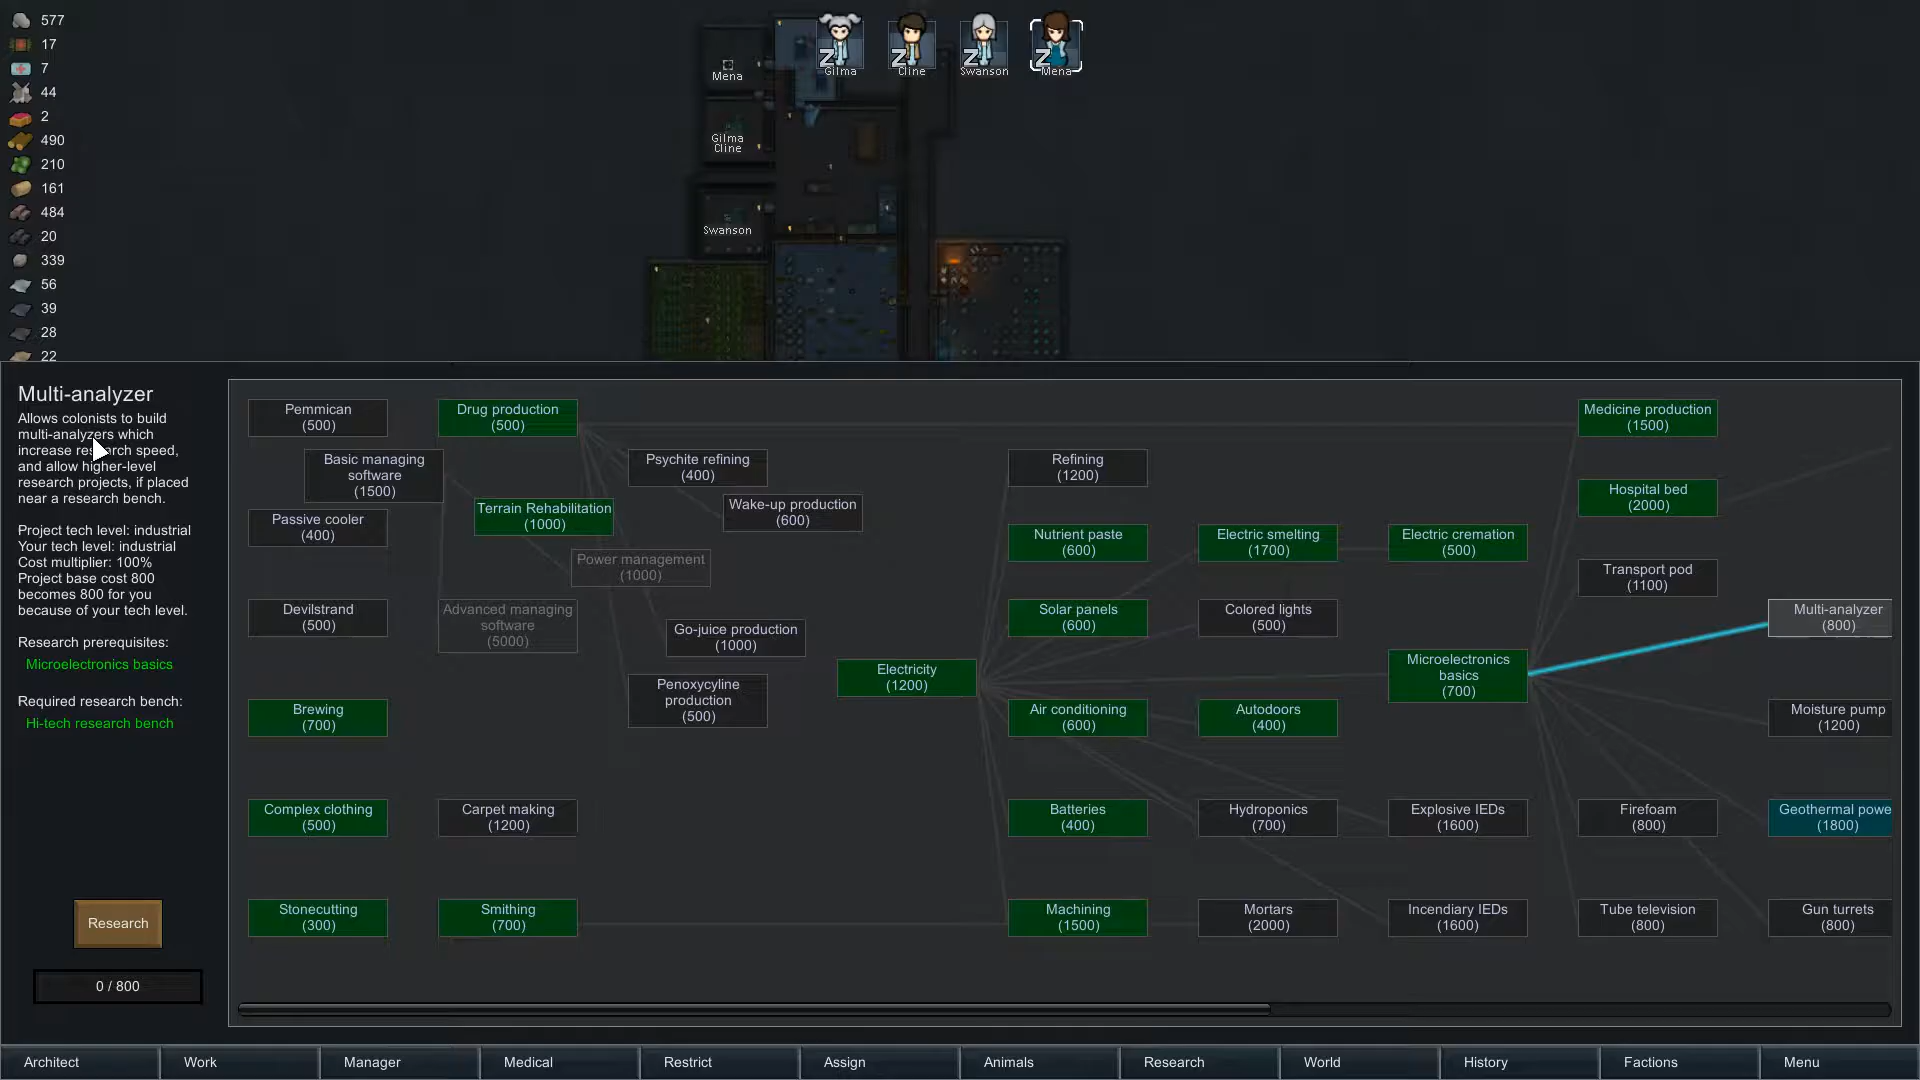 577
17
7
44
2
490
210
161
484
20
339
56
39
28
22
Gilma
Cline
Swanson
Mena
Mena
Gilma
Cline
Swanson
Multi-analyzer
Allows colonists to build
multi-analyzers which
increase research speed,
and allow higher-level
research projects, if placed
near a research bench.
Project tech level: industrial
Your tech level: industrial
Cost multiplier: 100%
Project base cost 800
becomes 800 for you
because of your tech level.
Research prerequisites:
Microelectronics basics
Required research bench:
Hi-tech research bench
Research
0 / 800
Pemmican
(500)
Drug production
(500)
Medicine production
(1500)
Basic managing
software
(1500)
Psychite refining
(400)
Refining
(1200)
Hospital bed
(2000)
Terrain Rehabilitation
(1000)
Wake-up production
(600)
Passive cooler
(400)
Nutrient paste
(600)
Electric smelting
(1700)
Electric cremation
(500)
Power management
(1000)
Transport pod
(1100)
Devilstrand
(500)
Advanced managing
software
(5000)
Go-juice production
(1000)
Solar panels
(600)
Colored lights
(500)
Multi-analyzer
(800)
Electricity
(1200)
Microelectronics
basics
(700)
Penoxycyline
production
(500)
Brewing
(700)
Air conditioning
(600)
Autodoors
(400)
Moisture pump
(1200)
Complex clothing
(500)
Carpet making
(1200)
Batteries
(400)
Hydroponics
(700)
Explosive IEDs
(1600)
Firefoam
(800)
Geothermal powe
(1800)
Stonecutting
(300)
Smithing
(700)
Machining
(1500)
Mortars
(2000)
Incendiary IEDs
(1600)
Tube television
(800)
Gun turrets
(800)
Architect
Work
Manager
Medical
Restrict
Assign
Animals
Research
World
History
Factions
Menu